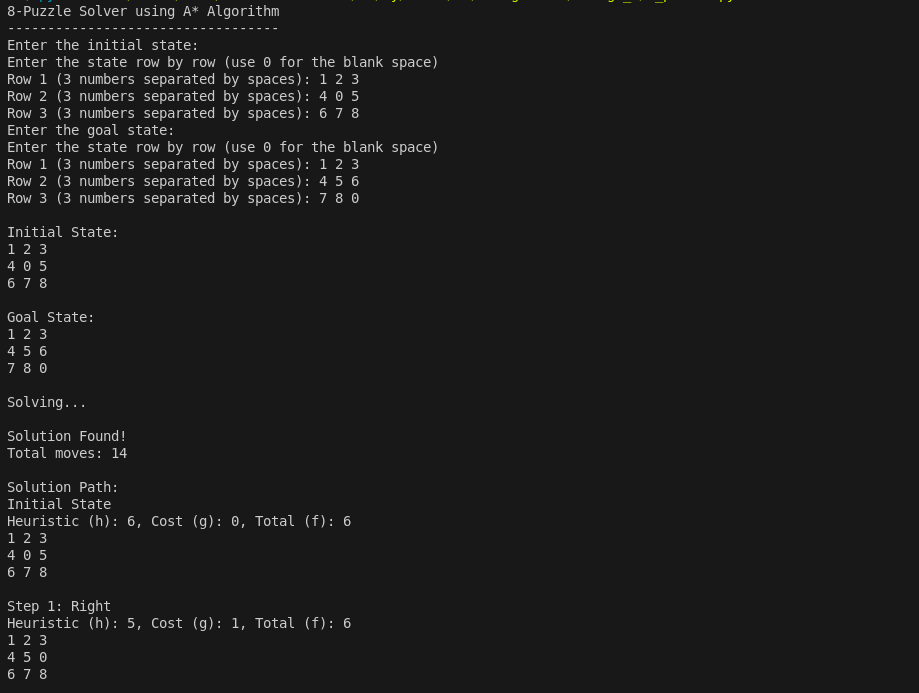 8-Puzzle Solver using A* Algorithm
----------------------------------
Enter the initial state:
Enter the state row by row (use 0 for the blank space)
Row 1 (3 numbers separated by spaces): 1 2 3
Row 2 (3 numbers separated by spaces): 4 0 5
Row 3 (3 numbers separated by spaces): 6 7 8
Enter the goal state:
Enter the state row by row (use 0 for the blank space)
Row 1 (3 numbers separated by spaces): 1 2 3
Row 2 (3 numbers separated by spaces): 4 5 6
Row 3 (3 numbers separated by spaces): 7 8 0
Initial State:
1 2 3
4 0 5
6 7 8
Goal State:
1 2 3
4 5 6
7 8 0
Solving...
Solution Found!
Total moves: 14
Solution Path:
Initial State
Heuristic (h): 6, Cost (g): 0, Total (f): 6
1 2 3
4 0 5
6 7 8
Step 1: Right
Heuristic (h): 5, Cost (g): 1, Total (f): 6
1 2 3
4 5 0
6 7 8